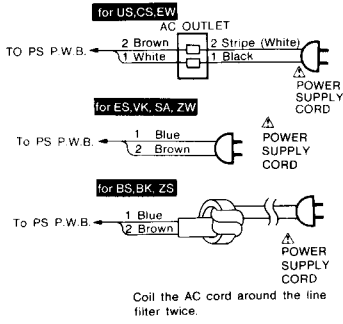 for US,CS,EW
AC OUTLET
2 Brown
2 Stripe (White)
TO PS P.W.B.
1 White
1 Black
⚠
POWER
SUPPLY
CORD
for ES,VK, SA, ZW
To PS P.W.B.
1 Blue
2 Brown
⚠
POWER
SUPPLY
CORD
for BS,BK, ZS
To PS P.W.B.
1 Blue
2 Brown
⚠
POWER
SUPPLY
CORD
Coil the AC cord around the line
filter twice.